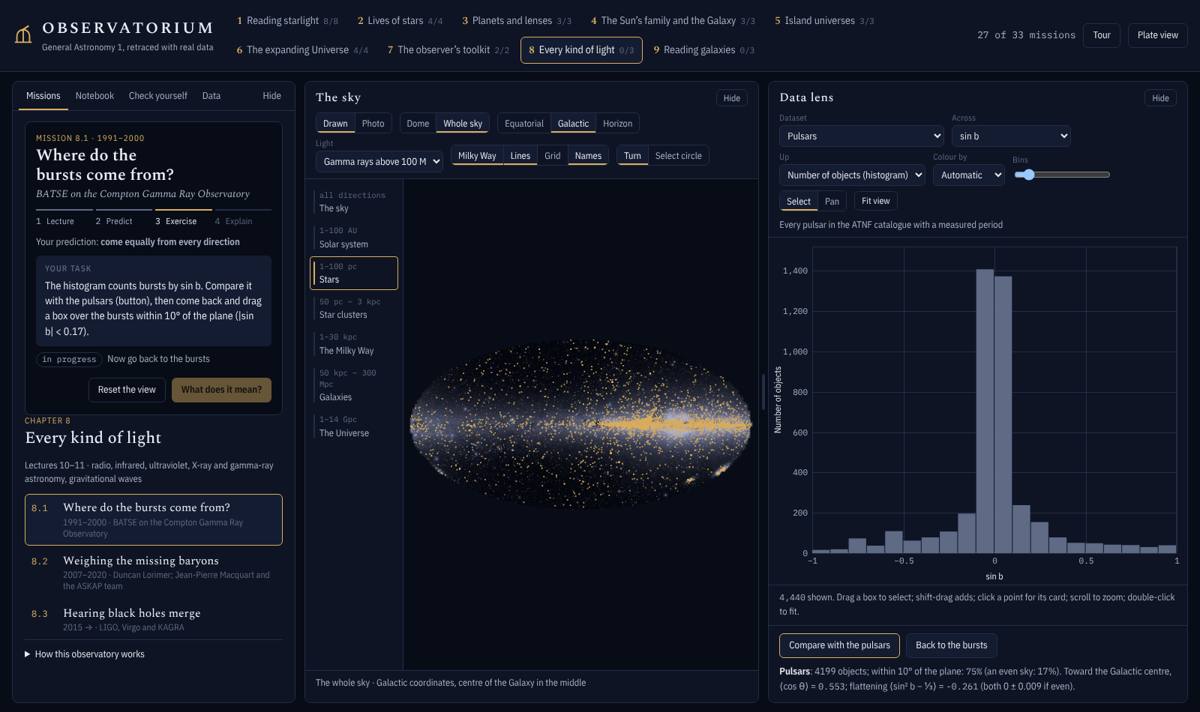 OBSERVATORIUM
General Astronomy 1, retraced with real data
1 Reading starlight 8/8
2 Lives of stars 4/4
3 Planets and lenses 3/3
4 The Sun's family and the Galaxy 3/3
5 Island universes 3/3
6 The expanding Universe 4/4
7 The observer's toolkit 2/2
8 Every kind of light 0/3
9 Reading galaxies 0/3
27 of 33 missions
Tour
Plate view
Missions
Notebook
Check yourself
Data
Hide
MISSION 8.1 · 1991–2000
Where do the
bursts come from?
BATSE on the Compton Gamma Ray Observatory
1 Lecture
2 Predict
3 Exercise
4 Explain
Your prediction: come equally from every direction
YOUR TASK
The histogram counts bursts by sin b. Compare it
with the pulsars (button), then come back and drag
a box over the bursts within 10° of the plane (|sin
b| < 0.17).
in progress
Now go back to the bursts
Reset the view
What does it mean?
CHAPTER 8
Every kind of light
Lectures 10–11 · radio, infrared, ultraviolet, X-ray and gamma-ray
astronomy, gravitational waves
8.1 Where do the bursts come from?
1991–2000 · BATSE on the Compton Gamma Ray
Observatory
8.2 Weighing the missing baryons
2007–2020 · Duncan Lorimer; Jean-Pierre Macquart and
the ASKAP team
8.3 Hearing black holes merge
2015 → · LIGO, Virgo and KAGRA
▶ How this observatory works
The sky
Hide
Drawn
Photo
Dome
Whole sky
Equatorial
Galactic
Horizon
Light
Gamma rays above 100 M
Milky Way
Lines
Grid
Names
Turn
Select circle
all directions
The sky
1–100 AU
Solar system
1–100 pc
Stars
50 pc – 3 kpc
Star clusters
1–30 kpc
The Milky Way
50 kpc – 300
Mpc
Galaxies
1–14 Gpc
The Universe
The whole sky · Galactic coordinates, centre of the Galaxy in the middle
Data lens
Hide
Dataset
Pulsars
Across
sin b
Up
Number of objects (histogram)
Colour by
Automatic
Bins
Select
Pan
Fit view
Every pulsar in the ATNF catalogue with a measured period
Number of objects
1,400
1,200
1,000
800
600
400
200
0
−1
−0.5
0
0.5
1
sin b
4,440 shown. Drag a box to select; shift-drag adds; click a point for its card; scroll to zoom; double-click
to fit.
Compare with the pulsars
Back to the bursts
Pulsars: 4199 objects; within 10° of the plane: 75% (an even sky: 17%). Toward the Galactic centre,
⟨cos θ⟩ = 0.553; flattening ⟨sin² b − ⅓⟩ = -0.261 (both 0 ± 0.009 if even).